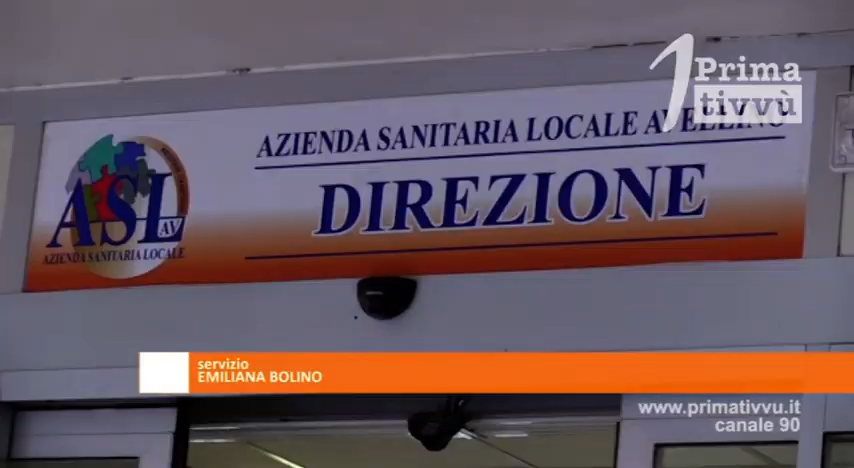 1 Prima
tivvù
AZIENDA SANITARIA LOCALE AVELLINO
DIREZIONE
ASL
AV
AZIENDA SANITARIA LOCALE
servizio
EMILIANA BOLINO
www.primativvu.it
canale 90